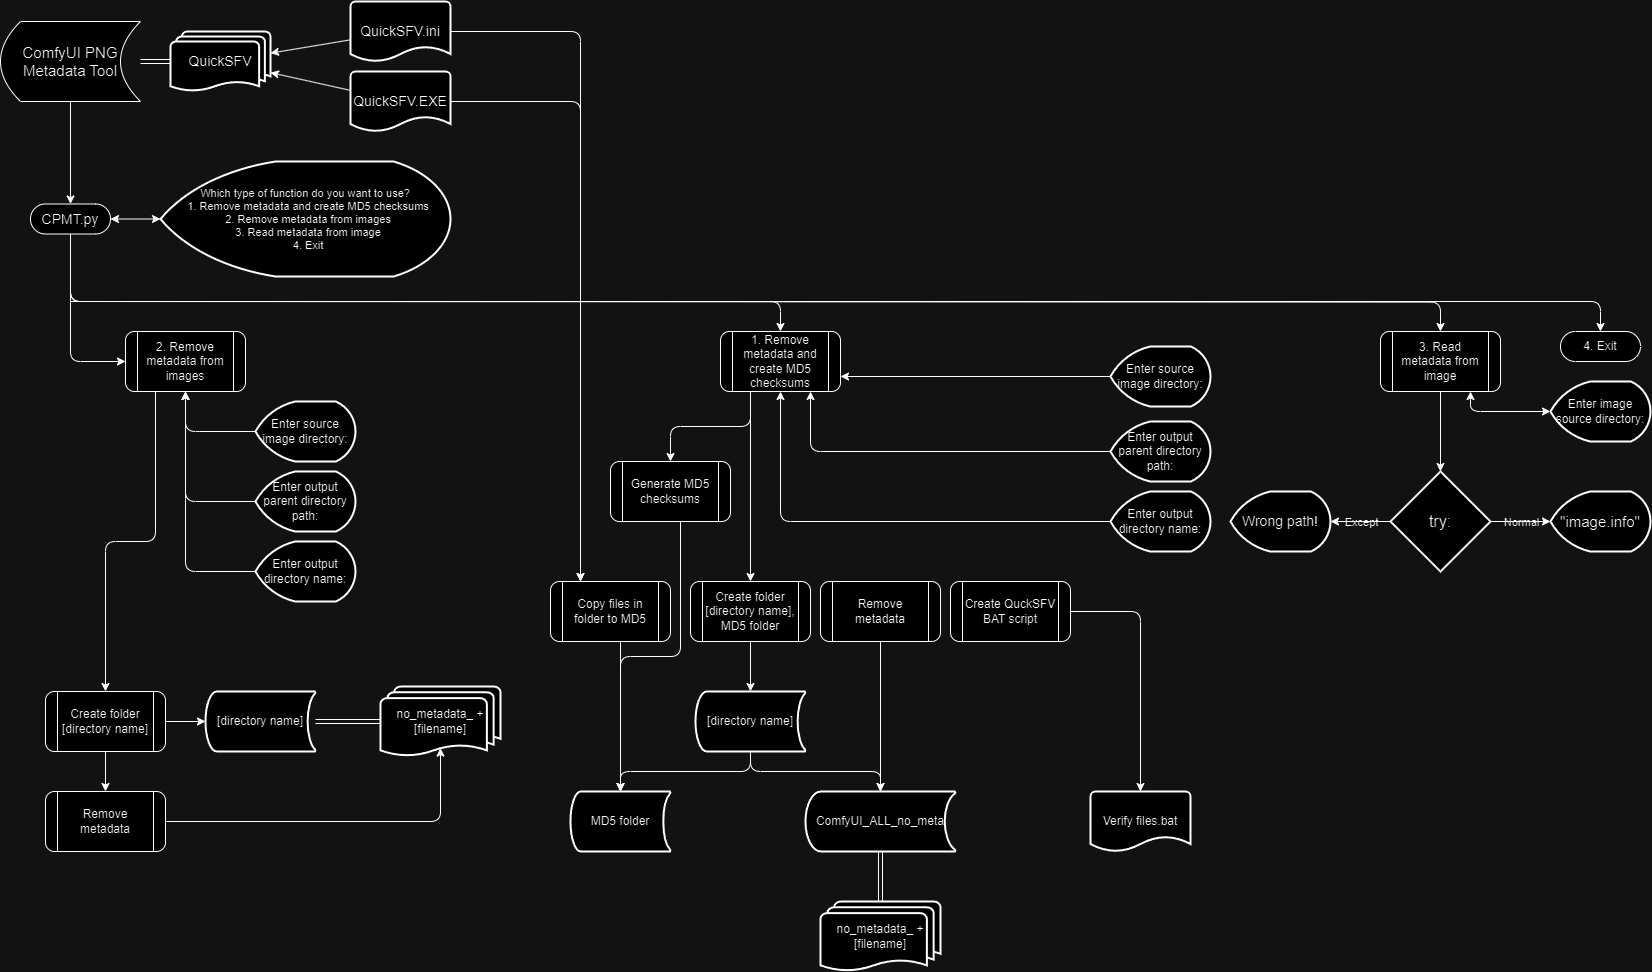 ComfyUI PNG
Metadata Tool
QuickSFV
QuickSFV.ini
QuickSFV.EXE
CPMT.py
Which type of function do you want to use?
1. Remove metadata and create MD5 checksums
2. Remove metadata from images
3. Read metadata from image
4. Exit
2. Remove
metadata from
images
1. Remove
metadata and
create MD5
checksums
3. Read
metadata from
image
4. Exit
Enter source
image directory:
Enter image
source directory:
Enter source
image directory:
Enter output
parent directory
path:
Enter output
parent directory
path:
Generate MD5
checksums
Enter output
directory name:
Wrong path!
Except
try:
Normal
"image.info"
Enter output
directory name:
Copy files in
folder to MD5
Create folder
[directory name],
MD5 folder
Remove
metadata
Create QuckSFV
BAT script
Create folder
[directory name]
[directory name]
no_metadata_ +
[filename]
[directory name]
Remove
metadata
MD5 folder
ComfyUI_ALL_no_meta
Verify files.bat
no_metadata_ +
[filename]